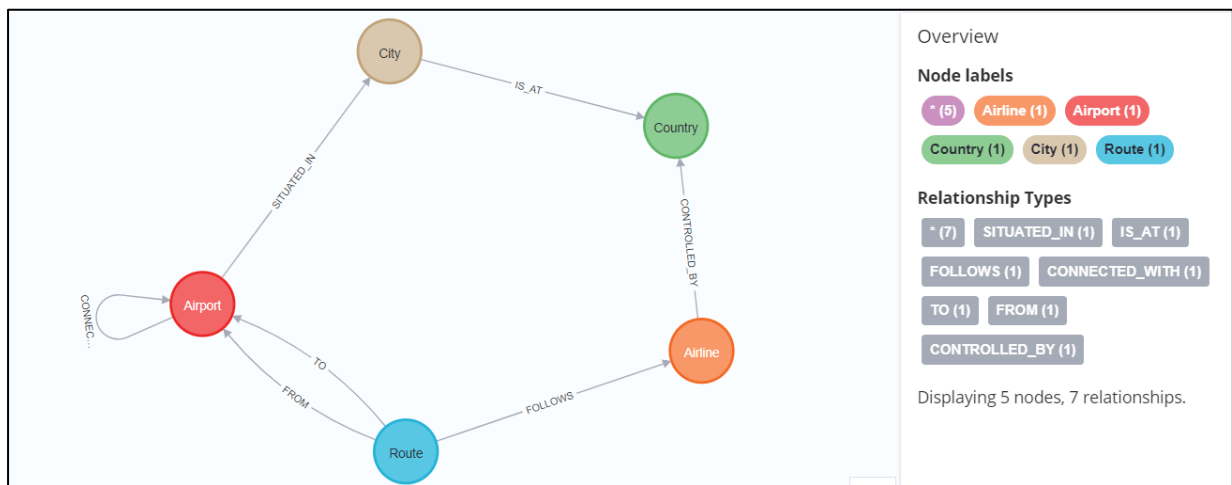 City
IS_AT
Country
SITUATED_IN
CONTROLLED_BY
Airport
CONNEC...
TO
FROM
Airline
FOLLOWS
Route
Overview
Node labels
* (5) Airline (1) Airport (1)
Country (1) City (1) Route (1)
Relationship Types
* (7) SITUATED_IN (1) IS_AT (1)
FOLLOWS (1) CONNECTED_WITH (1)
TO (1) FROM (1)
CONTROLLED_BY (1)
Displaying 5 nodes, 7 relationships.